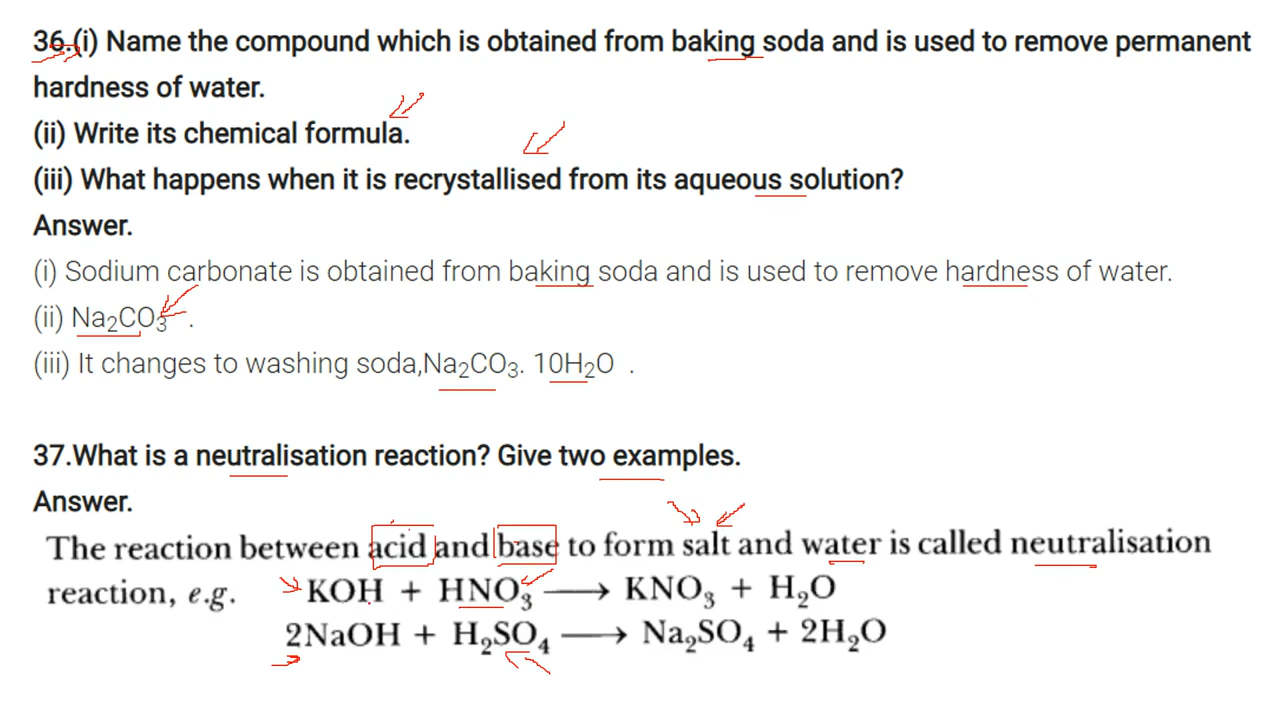 36.(i) Name the compound which is obtained from baking soda and is used to remove permanent
hardness of water.
(ii) Write its chemical formula.
(iii) What happens when it is recrystallised from its aqueous solution?
Answer.
(i) Sodium carbonate is obtained from baking soda and is used to remove hardness of water.
(ii) Na₂CO₃ .
(iii) It changes to washing soda,Na₂CO₃. 10H₂O .
37.What is a neutralisation reaction? Give two examples.
Answer.
The reaction between acid and base to form salt and water is called neutralisation
reaction, e.g. KOH + HNO₃ ⟶ KNO₃ + H₂O
2NaOH + H₂SO₄ ⟶ Na₂SO₄ + 2H₂O